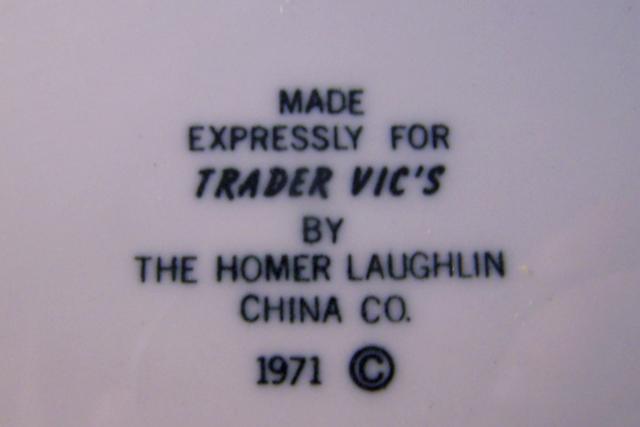 MADE
EXPRESSLY FOR
TRADER VIC'S
BY
THE HOMER LAUGHLIN
CHINA CO.
1971 ©